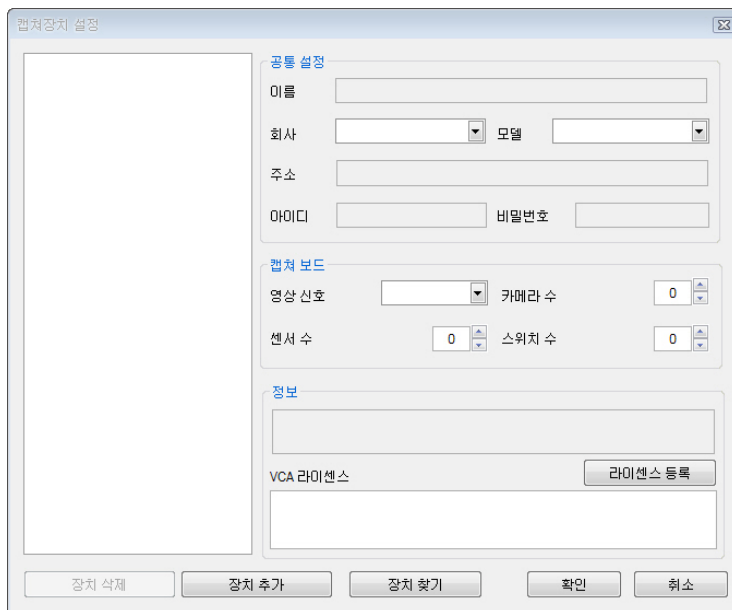 캡쳐장치 설정
공통 설정
이름
회사
모델
주소
아이디
비밀번호
캡쳐 보드
영상 신호
카메라 수
0
센서 수
0
스위치 수
0
정보
VCA 라이센스
라이센스 등록
장치 삭제
장치 추가
장치 찾기
확인
취소